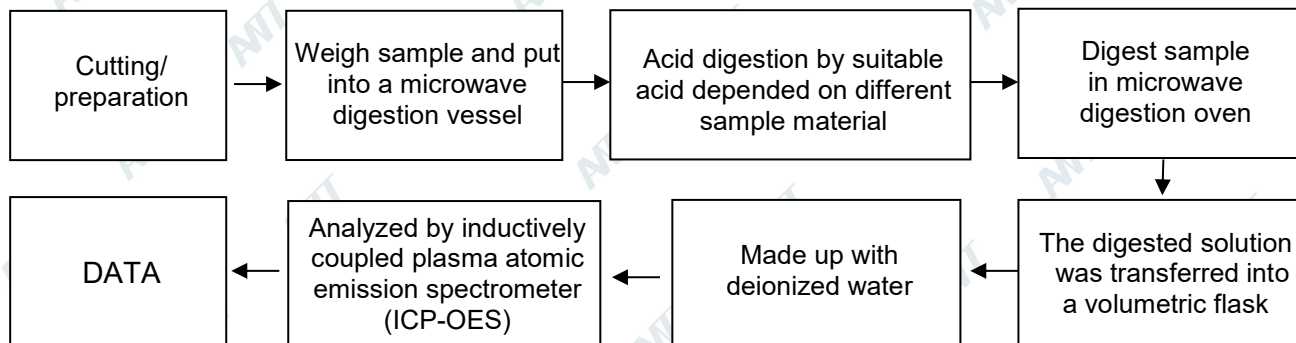 Cutting/
preparation
Weigh sample and put
into a microwave
digestion vessel
Acid digestion by suitable
acid depended on different
sample material
Digest sample
in microwave
digestion oven
The digested solution
was transferred into
a volumetric flask
Made up with
deionized water
Analyzed by inductively
coupled plasma atomic
emission spectrometer
(ICP-OES)
DATA